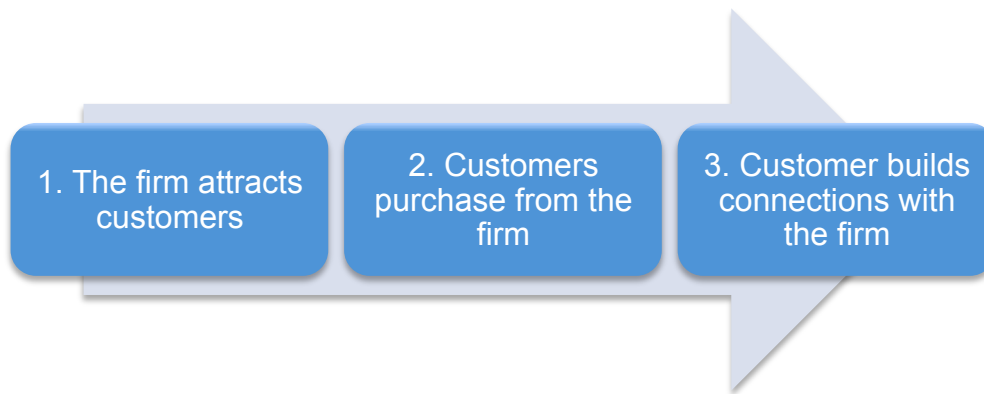 1. The firm attracts
customers
2. Customers
purchase from the
firm
3. Customer builds
connections with
the firm